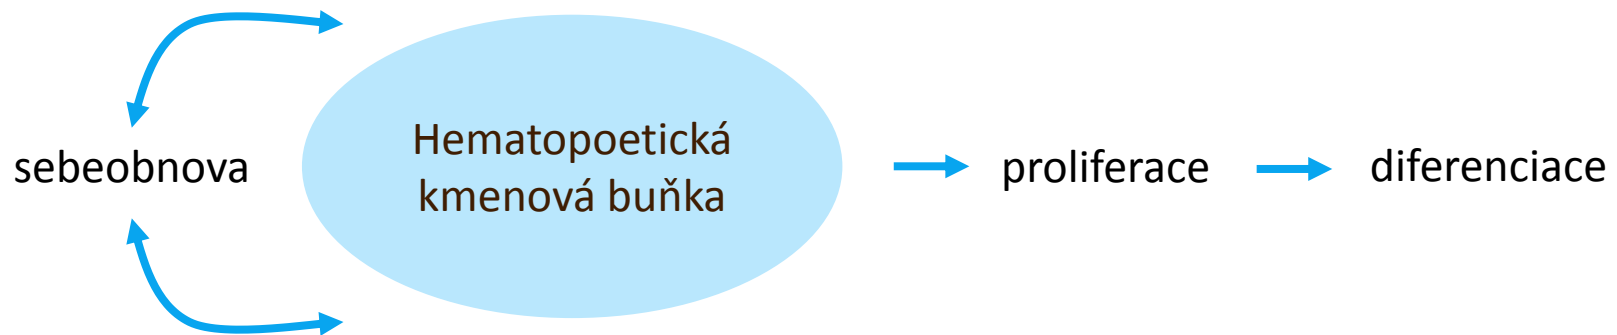 sebeobnova
Hematopoetická
kmenová buňka
proliferace
diferenciace